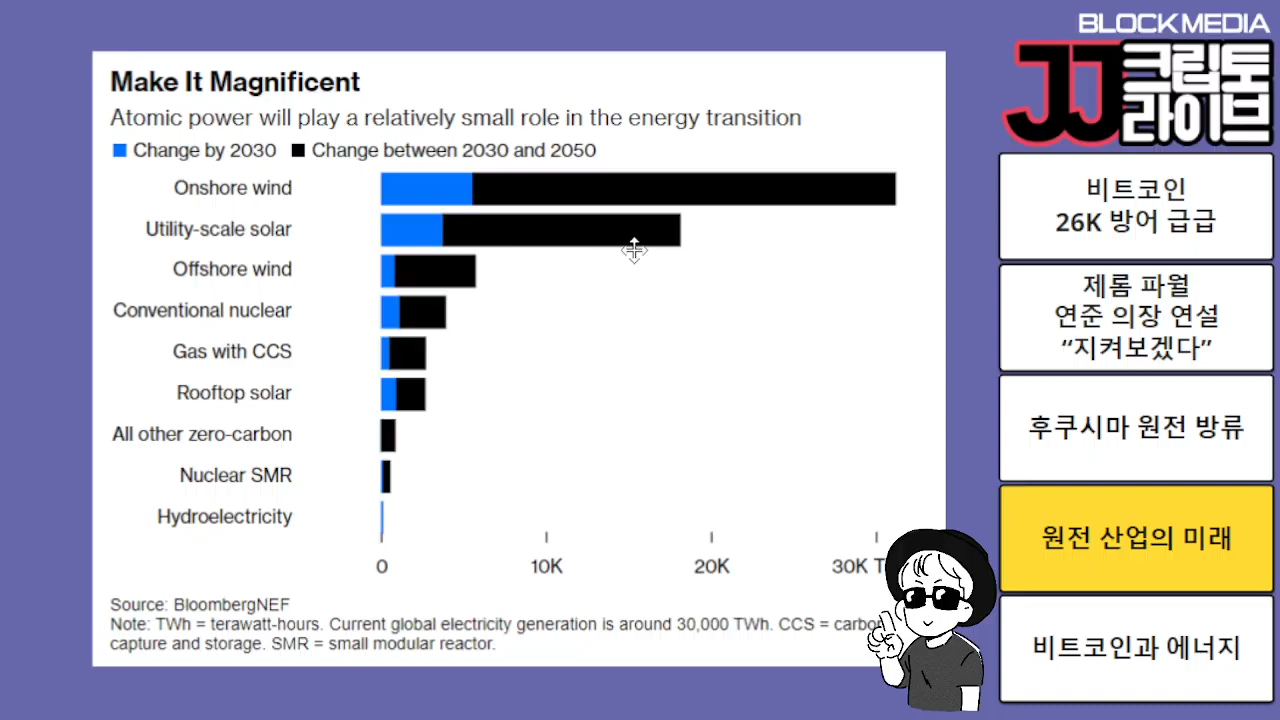 BLOCKMEDIA
JJ 크립토
라이브
Make It Magnificent
Atomic power will play a relatively small role in the energy transition
Change by 2030 Change between 2030 and 2050
Onshore wind
Utility-scale solar
Offshore wind
Conventional nuclear
Gas with CCS
Rooftop solar
All other zero-carbon
Nuclear SMR
Hydroelectricity
0 10K 20K 30K T
Source: BloombergNEF
Note: TWh = terawatt-hours. Current global electricity generation is around 30,000 TWh. CCS = carbon
capture and storage. SMR = small modular reactor.
비트코인
26K 방어 급급
제롬 파월
연준 의장 연설
“지켜보겠다”
후쿠시마 원전 방류
원전 산업의 미래
비트코인과 에너지